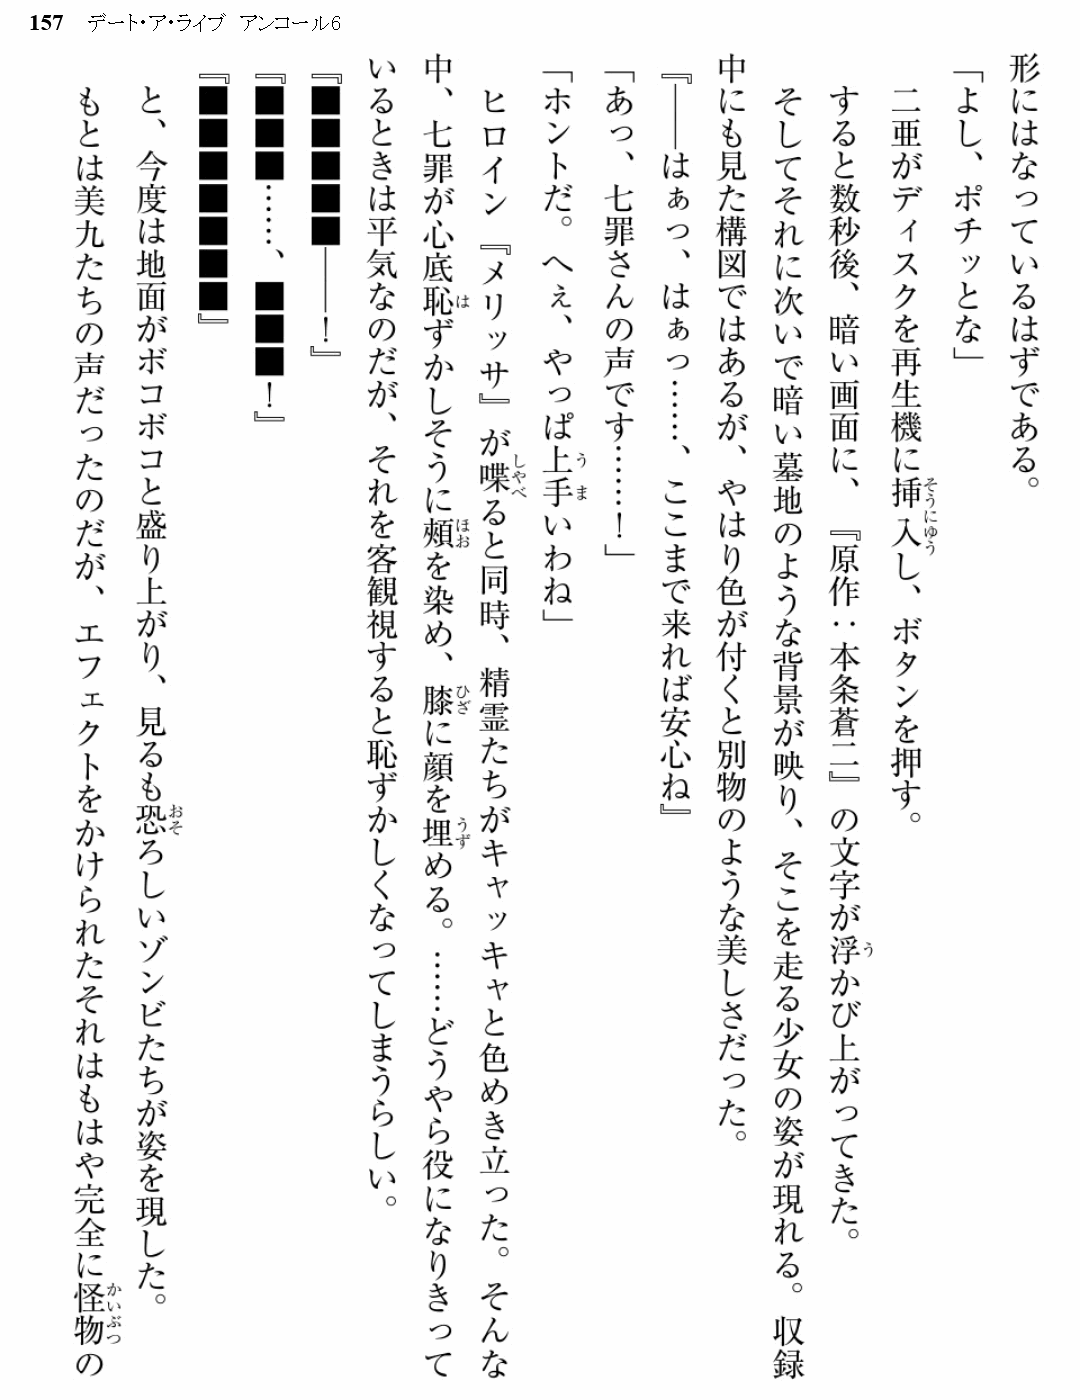 157 デート・ア・ライブ アンコール6
形にはなっているはずである。
「よし、ポチッとな」
二亜がディスクを再生機に挿入し、ボタンを押す。
すると数秒後、暗い画面に、『原作：本条蒼二』の文字が浮かび上がってきた。
そしてそれに次いで暗い墓地のような背景が映り、そこを走る少女の姿が現れる。収録
中にも見た構図ではあるが、やはり色が付くと別物のような美しさだった。
『――はぁっ、はぁっ……、ここまで来れば安心ね』
「あっ、七罪さんの声です……！」
「ホントだ。へぇ、やっぱ上手いわね」
ヒロイン『メリッサ』が喋ると同時、精霊たちがキャッキャと色めき立った。そんな
中、七罪が心底恥ずかしそうに頰を染め、膝に顔を埋める。……どうやら役になりきって
いるときは平気なのだが、それを客観視すると恥ずかしくなってしまうらしい。
『■■■■■――！』
『■■■……、■■■！』
『■■■■■■■』
と、今度は地面がボコボコと盛り上がり、見るも恐ろしいゾンビたちが姿を現した。
もとは美九たちの声だったのだが、エフェクトをかけられたそれはもはや完全に怪物の